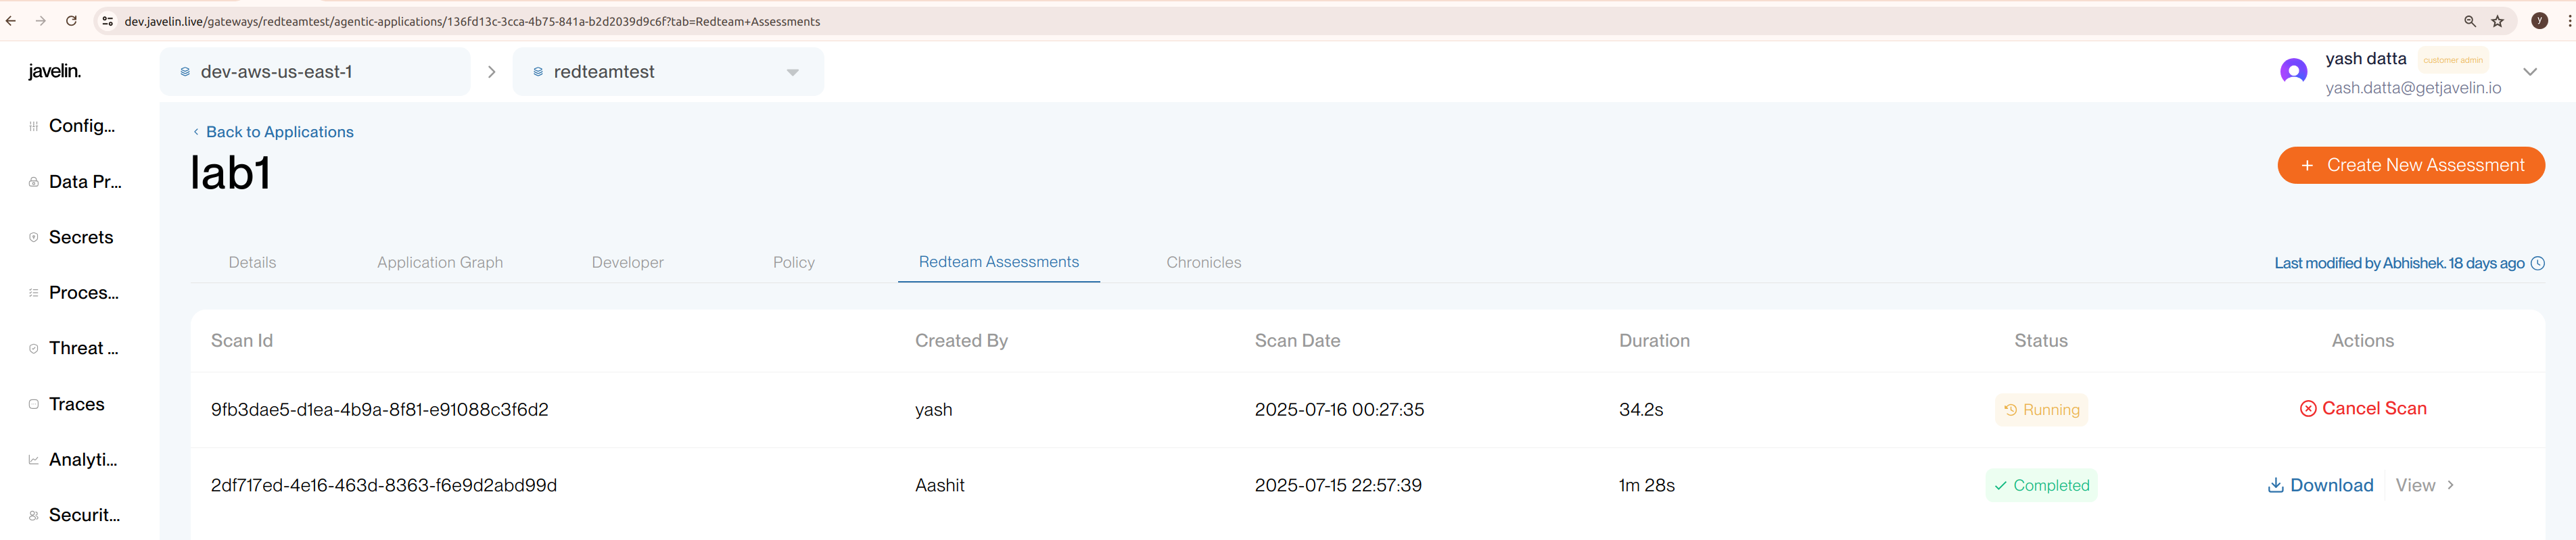 dev.javelin.live/gateways/redteamtest/agentic-applications/136fd13c-3cca-4b75-841a-b2d2039d9c6f?tab=Redteam+Assessments
y
javelin.
dev-aws-us-east-1
redteamtest
yash datta
customer admin
yash.datta@getjavelin.io
Config...
Data Pr...
Secrets
Proces...
Threat ...
Traces
Analyti...
Securit...
Back to Applications
lab1
+ Create New Assessment
Details Application Graph Developer Policy Redteam Assessments Chronicles
Last modified by Abhishek. 18 days ago
Scan Id Created By Scan Date Duration Status Actions
9fb3dae5-d1ea-4b9a-8f81-e91088c3f6d2 yash 2025-07-16 00:27:35 34.2s Running Cancel Scan
2df717ed-4e16-463d-8363-f6e9d2abd99d Aashit 2025-07-15 22:57:39 1m 28s Completed Download View